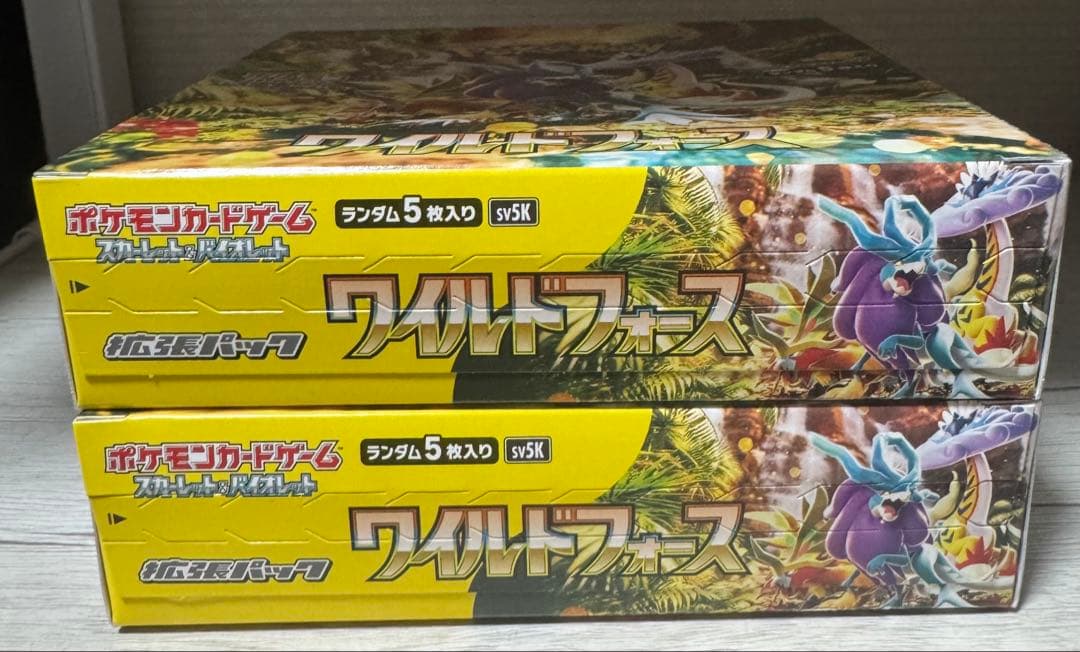 ワイルドフォース
ポケモンカードゲーム
スカーレット&バイオレット
ランダム5枚入り sv5K
ワイルドフォース
拡張パック
ポケモンカードゲーム
スカーレット&バイオレット
ランダム5枚入り sv5K
ワイルドフォース
拡張パック